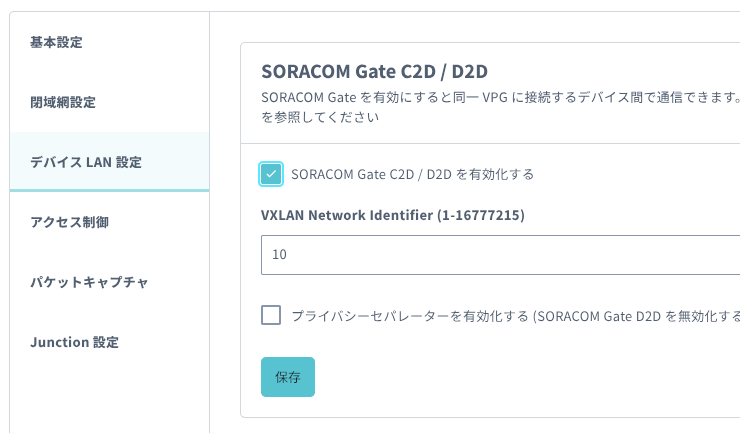 基本設定
閉域網設定
デバイス LAN 設定
アクセス制御
パケットキャプチャ
Junction 設定
SORACOM Gate C2D / D2D
SORACOM Gate を有効にすると同一 VPG に接続するデバイス間で通信できます。
を参照してください
SORACOM Gate C2D / D2D を有効化する
VXLAN Network Identifier (1-16777215)
10
プライバシーセパレーターを有効化する (SORACOM Gate D2D を無効化する
保存